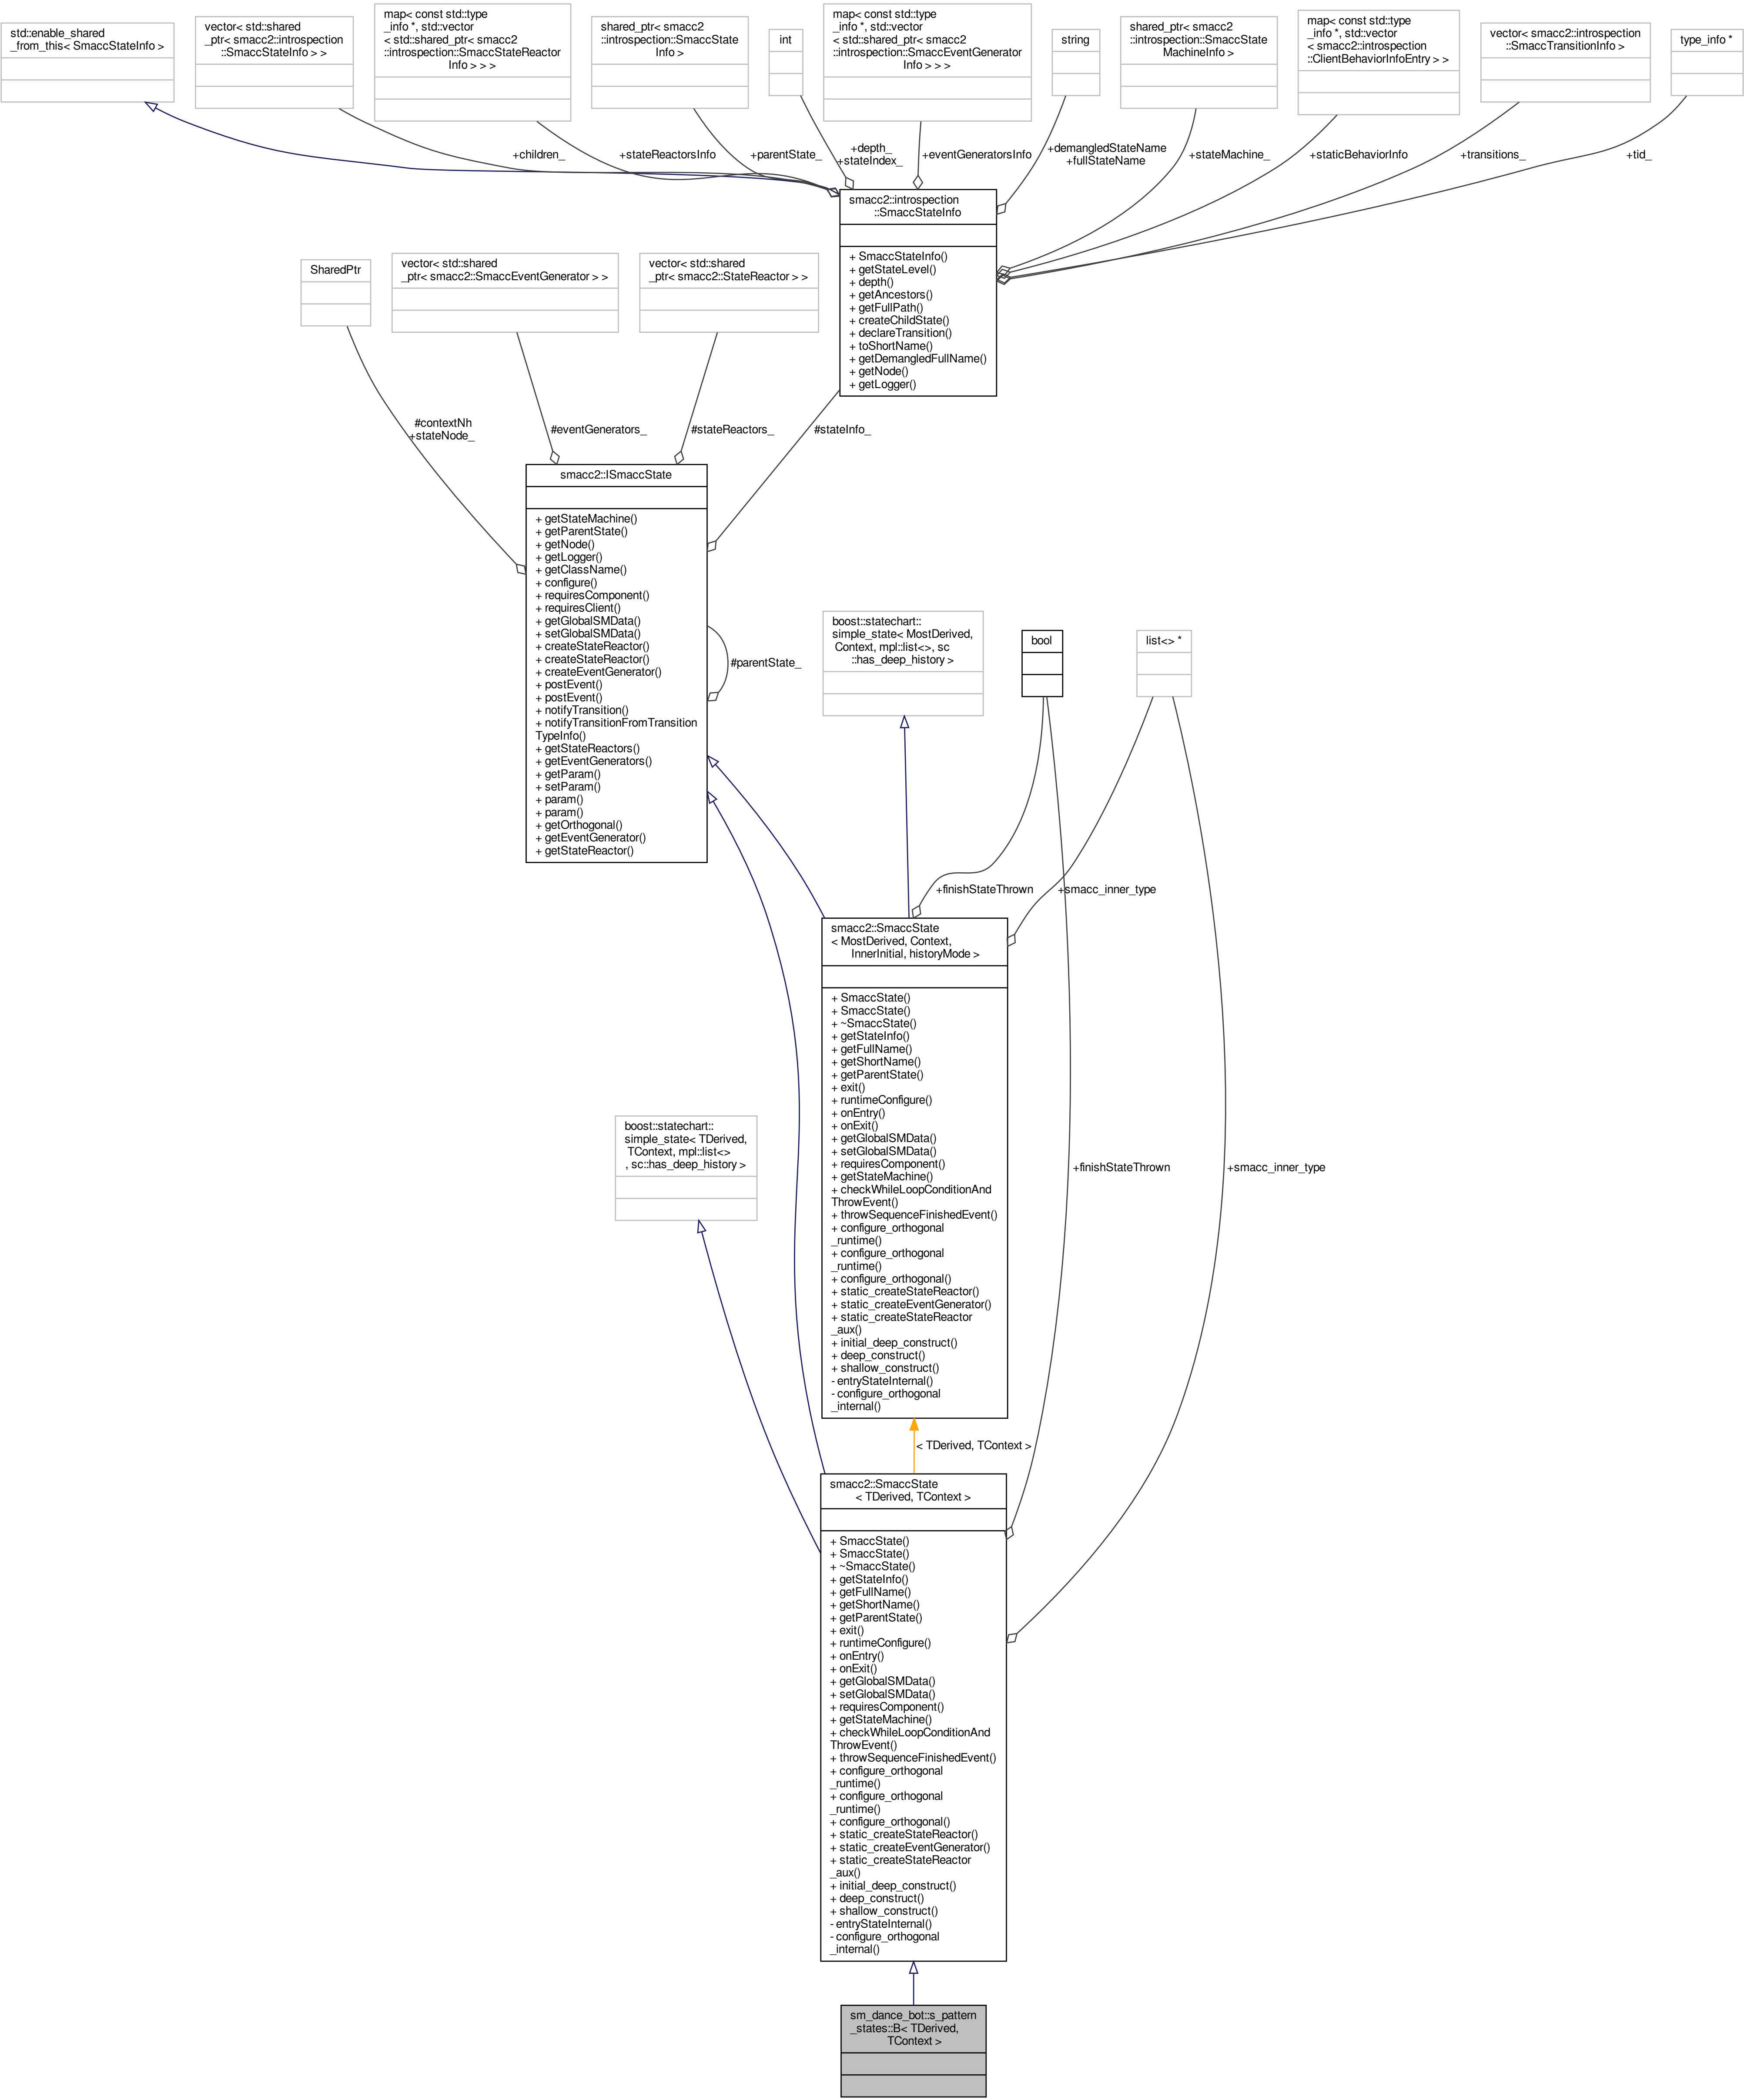 std::enable_shared
_from_this< SmaccStateInfo >
vector< std::shared
_ptr< smacc2::introspection
::SmaccStateInfo > >
map< const std::type
_info *, std::vector
< std::shared_ptr< smacc2
::introspection::SmaccStateReactor
Info > > >
shared_ptr< smacc2
::introspection::SmaccState
Info >
int
map< const std::type
_info *, std::vector
< std::shared_ptr< smacc2
::introspection::SmaccEventGenerator
Info > > >
string
shared_ptr< smacc2
::introspection::SmaccState
MachineInfo >
map< const std::type
_info *, std::vector
< smacc2::introspection
::ClientBehaviorInfoEntry > >
vector< smacc2::introspection
::SmaccTransitionInfo >
type_info *
+children_
+stateReactorsInfo
+parentState_
+depth_
+stateIndex_
+eventGeneratorsInfo
+demangledStateName
+fullStateName
+stateMachine_
+staticBehaviorInfo
+transitions_
+tid_
smacc2::introspection
::SmaccStateInfo
+ SmaccStateInfo()
+ getStateLevel()
+ depth()
+ getAncestors()
+ getFullPath()
+ createChildState()
+ declareTransition()
+ toShortName()
+ getDemangledFullName()
+ getNode()
+ getLogger()
SharedPtr
vector< std::shared
_ptr< smacc2::SmaccEventGenerator > >
vector< std::shared
_ptr< smacc2::StateReactor > >
#contextNh
+stateNode_
#eventGenerators_
#stateReactors_
#stateInfo_
smacc2::ISmaccState
+ getStateMachine()
+ getParentState()
+ getNode()
+ getLogger()
+ getClassName()
+ configure()
+ requiresComponent()
+ requiresClient()
+ getGlobalSMData()
+ setGlobalSMData()
+ createStateReactor()
+ createStateReactor()
+ createEventGenerator()
+ postEvent()
+ postEvent()
+ notifyTransition()
+ notifyTransitionFromTransition
TypeInfo()
+ getStateReactors()
+ getEventGenerators()
+ getParam()
+ setParam()
+ param()
+ param()
+ getOrthogonal()
+ getEventGenerator()
+ getStateReactor()
#parentState_
boost::statechart::
simple_state< MostDerived,
Context, mpl::list<>, sc
::has_deep_history >
bool
list<> *
+finishStateThrown
+smacc_inner_type
smacc2::SmaccState
< MostDerived, Context,
InnerInitial, historyMode >
+ SmaccState()
+ SmaccState()
+ ~SmaccState()
+ getStateInfo()
+ getFullName()
+ getShortName()
+ getParentState()
+ exit()
+ runtimeConfigure()
+ onEntry()
+ onExit()
+ getGlobalSMData()
+ setGlobalSMData()
+ requiresComponent()
+ getStateMachine()
+ checkWhileLoopConditionAnd
ThrowEvent()
+ throwSequenceFinishedEvent()
+ configure_orthogonal
_runtime()
+ configure_orthogonal
_runtime()
+ configure_orthogonal()
+ static_createStateReactor()
+ static_createEventGenerator()
+ static_createStateReactor
_aux()
+ initial_deep_construct()
+ deep_construct()
+ shallow_construct()
- entryStateInternal()
- configure_orthogonal
_internal()
boost::statechart::
simple_state< TDerived,
TContext, mpl::list<>
, sc::has_deep_history >
+finishStateThrown
+smacc_inner_type
< TDerived, TContext >
smacc2::SmaccState
< TDerived, TContext >
+ SmaccState()
+ SmaccState()
+ ~SmaccState()
+ getStateInfo()
+ getFullName()
+ getShortName()
+ getParentState()
+ exit()
+ runtimeConfigure()
+ onEntry()
+ onExit()
+ getGlobalSMData()
+ setGlobalSMData()
+ requiresComponent()
+ getStateMachine()
+ checkWhileLoopConditionAnd
ThrowEvent()
+ throwSequenceFinishedEvent()
+ configure_orthogonal
_runtime()
+ configure_orthogonal
_runtime()
+ configure_orthogonal()
+ static_createStateReactor()
+ static_createEventGenerator()
+ static_createStateReactor
_aux()
+ initial_deep_construct()
+ deep_construct()
+ shallow_construct()
- entryStateInternal()
- configure_orthogonal
_internal()
sm_dance_bot::s_pattern
_states::B< TDerived,
TContext >